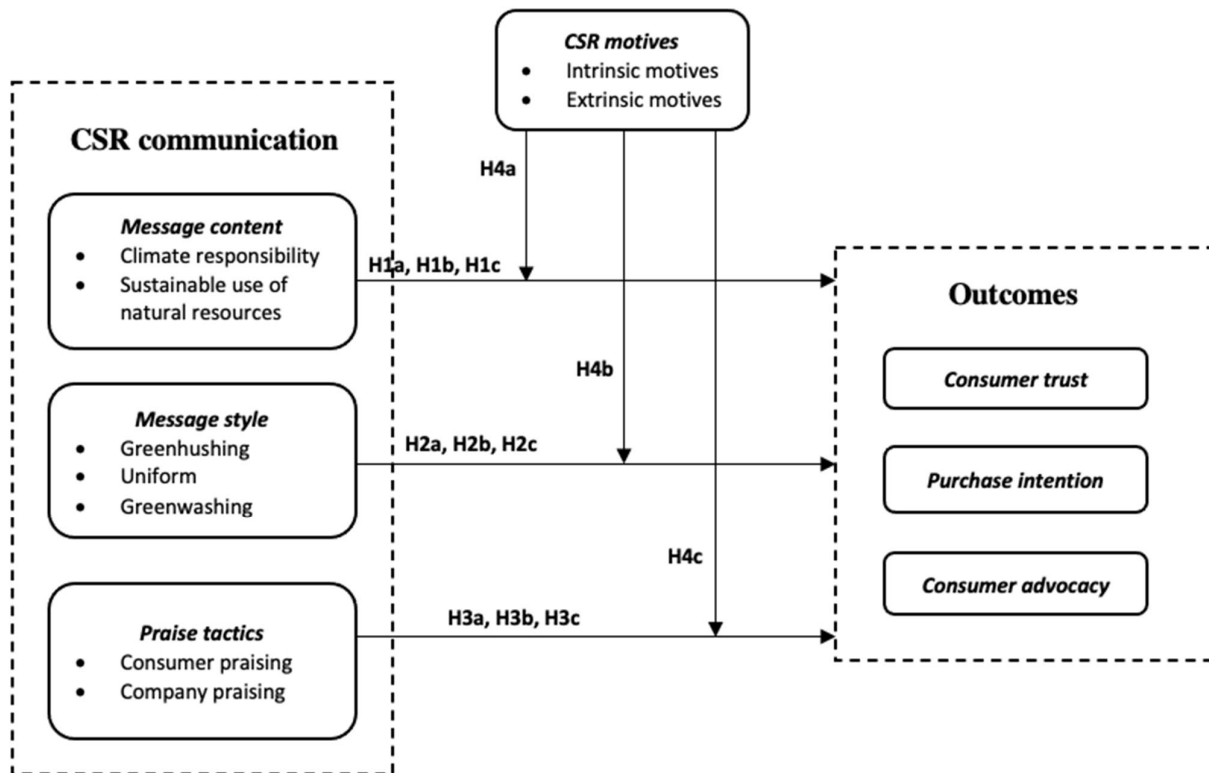 CSR motives
• Intrinsic motives
• Extrinsic motives
CSR communication
H4a
Message content
• Climate responsibility
• Sustainable use of
natural resources
H1a, H1b, H1c
Outcomes
H4b
Consumer trust
Message style
• Greenhushing
• Uniform
• Greenwashing
H2a, H2b, H2c
Purchase intention
H4c
Consumer advocacy
H3a, H3b, H3c
Praise tactics
• Consumer praising
• Company praising